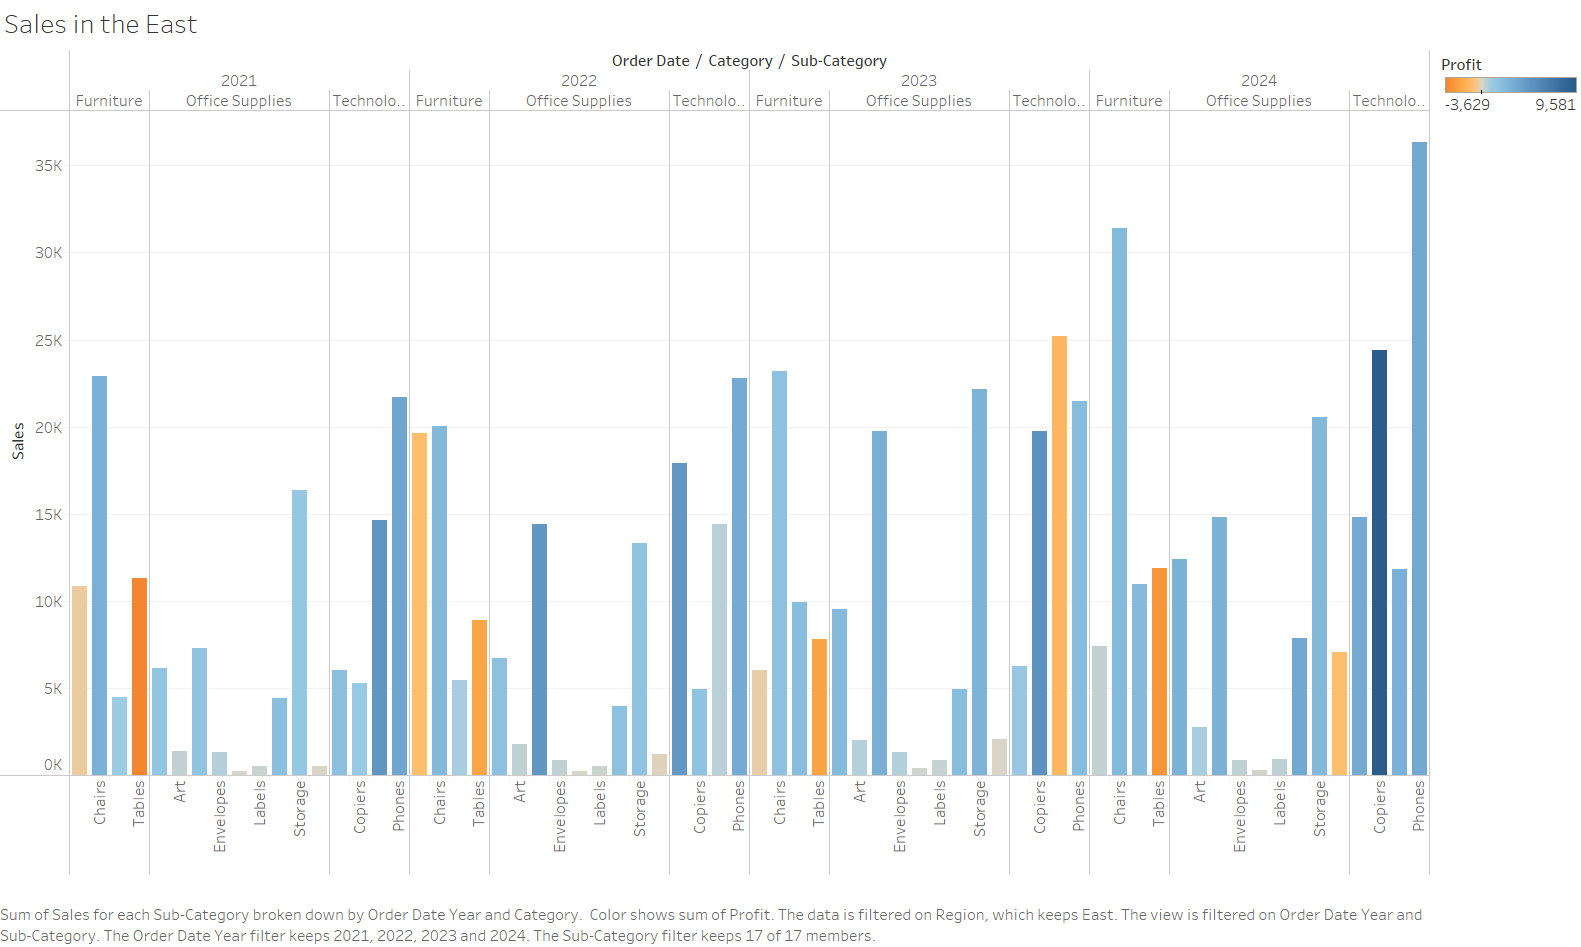 Sales in the East
Order Date / Category / Sub-Category
Profit
2021
2022
2023
2024
Furniture
Office Supplies
Technolo..
Furniture
Office Supplies
Technolo..
Furniture
Office Supplies
Technolo..
Furniture
Office Supplies
Technolo..
-3,629
9,581
35K
30K
25K
20K
15K
10K
5K
0K
Sales
Chairs
Tables
Art
Envelopes
Labels
Storage
Copiers
Phones
Chairs
Tables
Art
Envelopes
Labels
Storage
Copiers
Phones
Chairs
Tables
Art
Envelopes
Labels
Storage
Copiers
Phones
Chairs
Tables
Art
Envelopes
Labels
Storage
Copiers
Phones
Sum of Sales for each Sub-Category broken down by Order Date Year and Category.  Color shows sum of Profit. The data is filtered on Region, which keeps East. The view is filtered on Order Date Year and
Sub-Category. The Order Date Year filter keeps 2021, 2022, 2023 and 2024. The Sub-Category filter keeps 17 of 17 members.